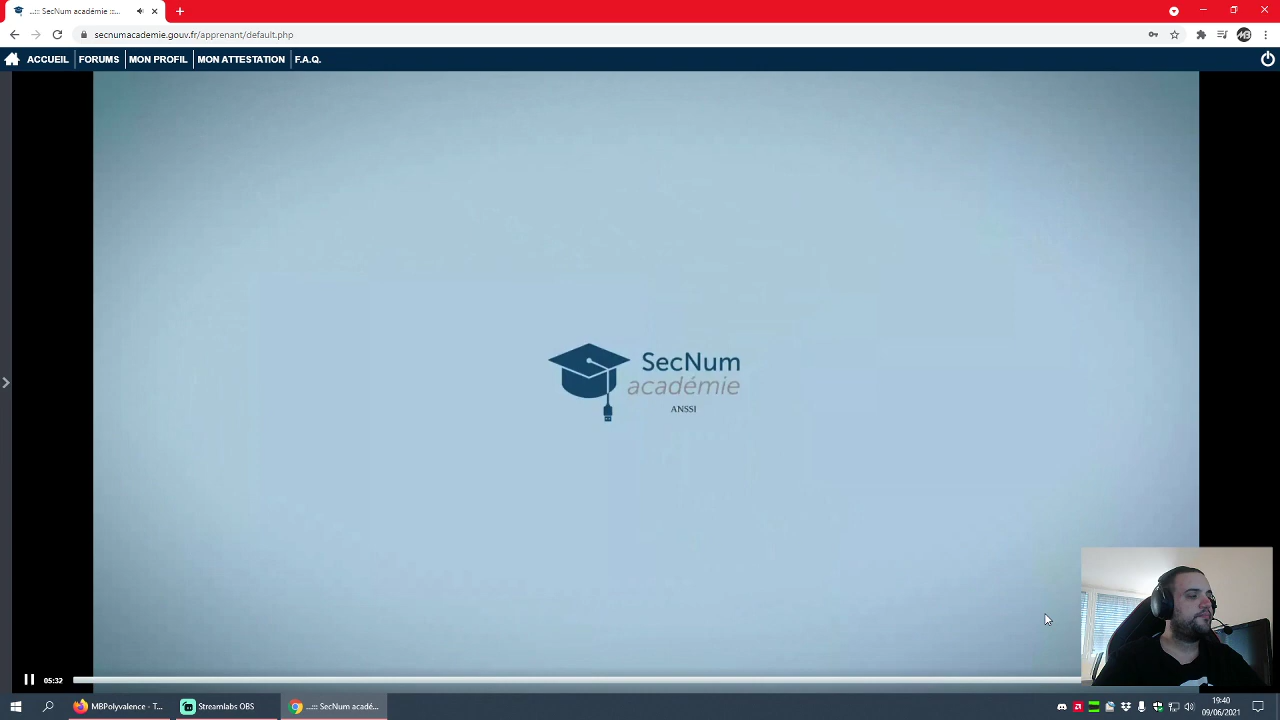 ..:: SecNum académie ::...
secnumacademie.gouv.fr/apprenant/default.php
ACCUEIL FORUMS MON PROFIL MON ATTESTATION F.A.Q.
SecNum
académie
ANSSI
05:32
MBPolyvalence - T...
Streamlabs OBS
..:: SecNum acadé...
19:40
09/06/2021